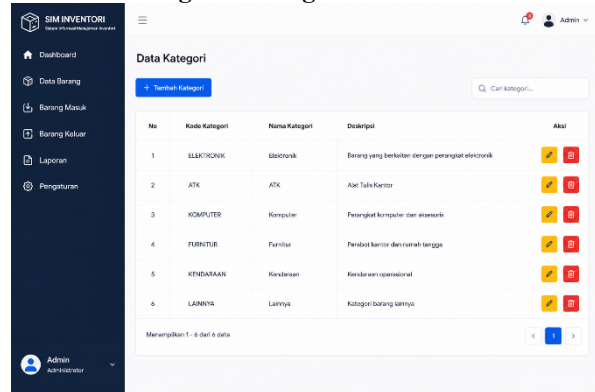 SIM INVENTORI
Sistem Informasi Manajemen Inventori
Admin
Dashboard
Data Barang
Barang Masuk
Barang Keluar
Laporan
Pengaturan
Data Kategori
+ Tambah Kategori
Cari kategori...
No Kode Kategori Nama Kategori Deskripsi Aksi
1 ELEKTRONIK Elektronik Barang yang berkaitan dengan perangkat elektronik
2 ATK ATK Alat Tulis Kantor
3 KOMPUTER Komputer Perangkat komputer dan aksesoris
4 FURNITUR Furnitur Perabot kantor dan rumah tangga
5 KENDARAAN Kendaraan Kendaraan operasional
6 LAINNYA Lainnya Kategori barang lainnya
Menampilkan 1 - 6 dari 6 data
< 1 >
Admin
Administrator